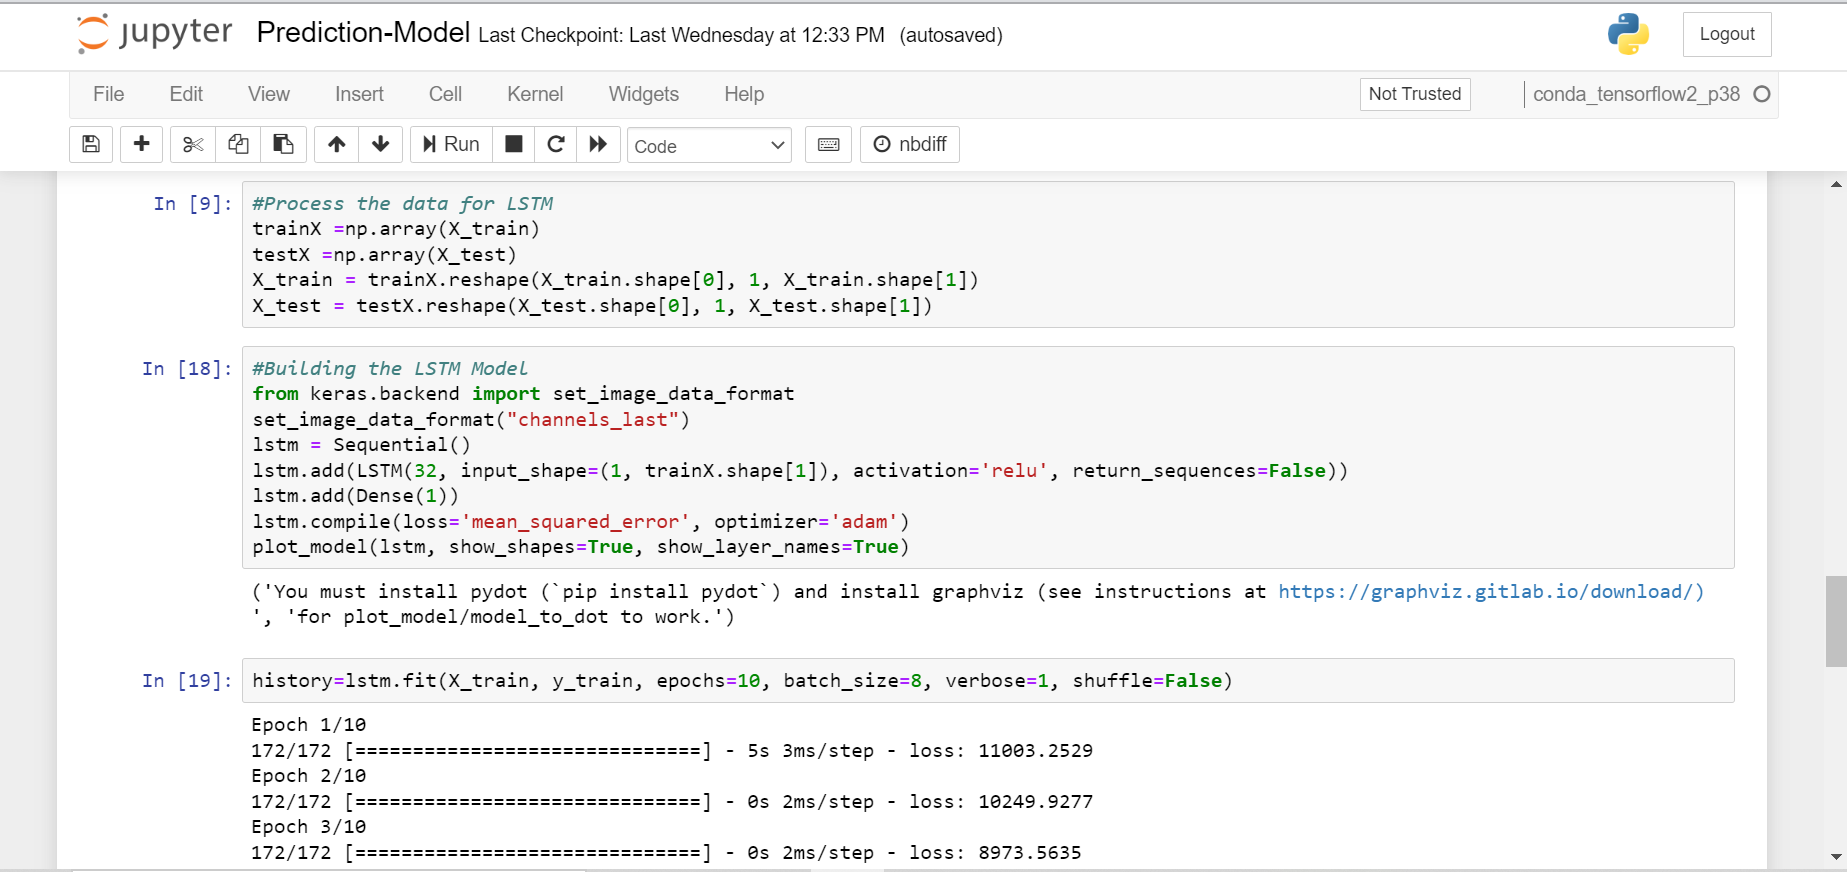 jupyter Prediction-Model Last Checkpoint: Last Wednesday at 12:33 PM (autosaved) Logout
File Edit View Insert Cell Kernel Widgets Help Not Trusted conda_tensorflow2_p38
Run Code nbdiff
In [9]: #Process the data for LSTM
trainX =np.array(X_train)
testX =np.array(X_test)
X_train = trainX.reshape(X_train.shape[0], 1, X_train.shape[1])
X_test = testX.reshape(X_test.shape[0], 1, X_test.shape[1])
In [18]: #Building the LSTM Model
from keras.backend import set_image_data_format
set_image_data_format("channels_last")
lstm = Sequential()
lstm.add(LSTM(32, input_shape=(1, trainX.shape[1]), activation='relu', return_sequences=False))
lstm.add(Dense(1))
lstm.compile(loss='mean_squared_error', optimizer='adam')
plot_model(lstm, show_shapes=True, show_layer_names=True)
('You must install pydot (`pip install pydot`) and install graphviz (see instructions at https://graphviz.gitlab.io/download/)
', 'for plot_model/model_to_dot to work.')
In [19]: history=lstm.fit(X_train, y_train, epochs=10, batch_size=8, verbose=1, shuffle=False)
Epoch 1/10
172/172 [==============================] - 5s 3ms/step - loss: 11003.2529
Epoch 2/10
172/172 [==============================] - 0s 2ms/step - loss: 10249.9277
Epoch 3/10
172/172 [==============================] - 0s 2ms/step - loss: 8973.5635